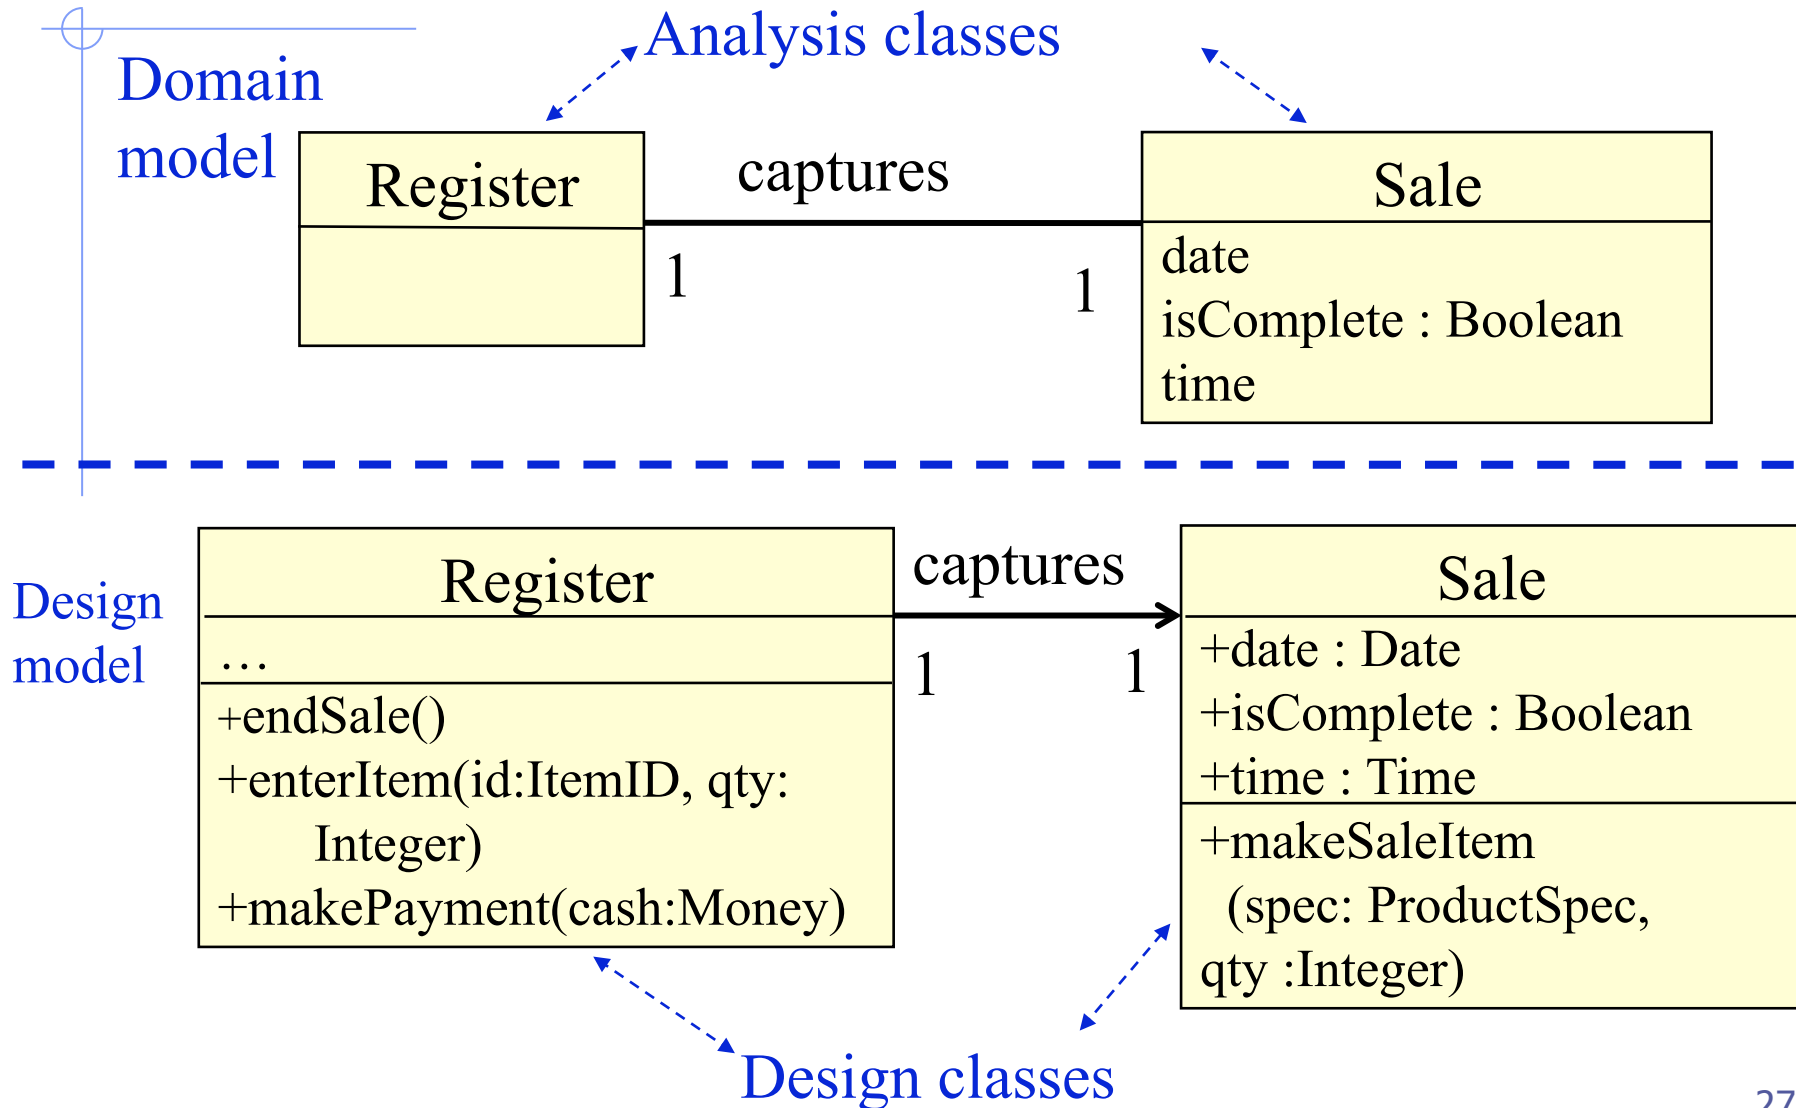 Analysis classes
Domain
model
Register
captures
Sale
1
1
date
isComplete : Boolean
time
Design
model
Register
captures
Sale
…
1
1
+endSale()
+enterItem(id:ItemID, qty:
Integer)
+makePayment(cash:Money)
+date : Date
+isComplete : Boolean
+time : Time
+makeSaleItem
(spec: ProductSpec,
qty :Integer)
Design classes
27